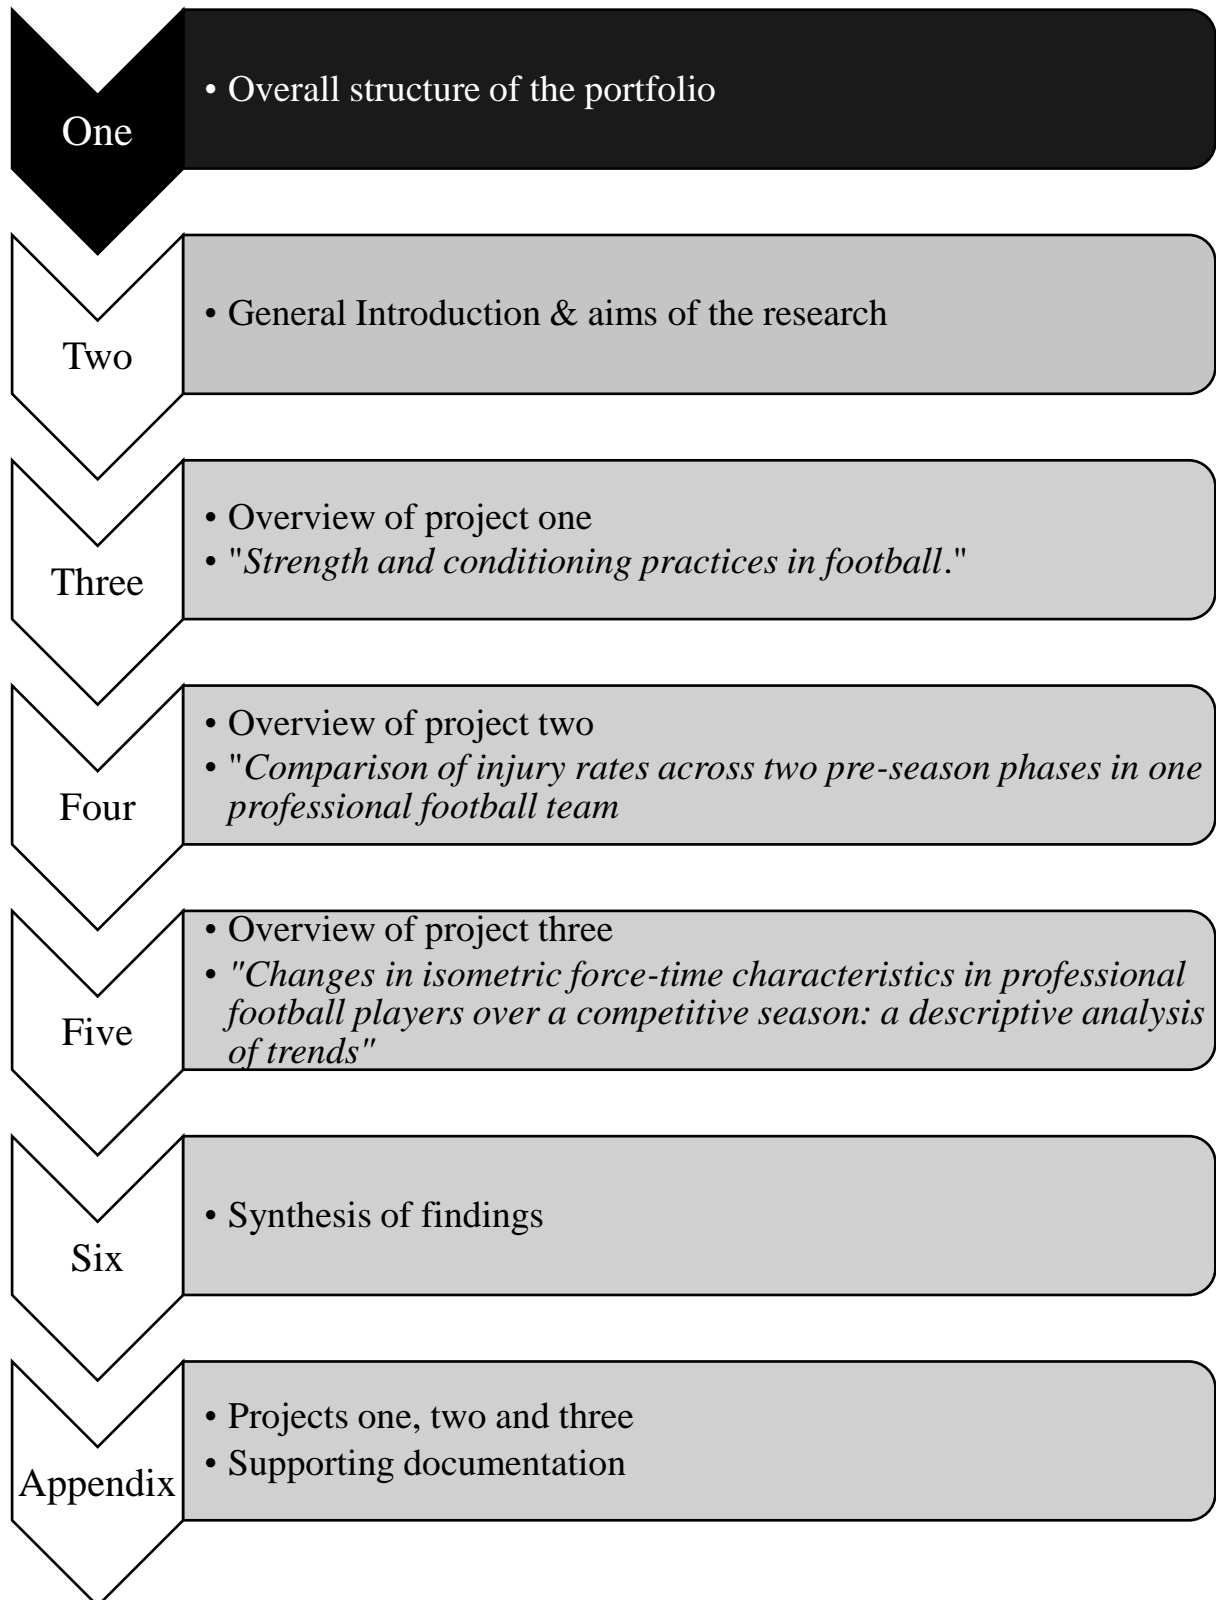 One
• Overall structure of the portfolio
Two
• General Introduction & aims of the research
Three
• Overview of project one
• "Strength and conditioning practices in football."
Four
• Overview of project two
• "Comparison of injury rates across two pre-season phases in one
professional football team
Five
• Overview of project three
• "Changes in isometric force-time characteristics in professional
football players over a competitive season: a descriptive analysis
of trends"
Six
• Synthesis of findings
Appendix
• Projects one, two and three
• Supporting documentation